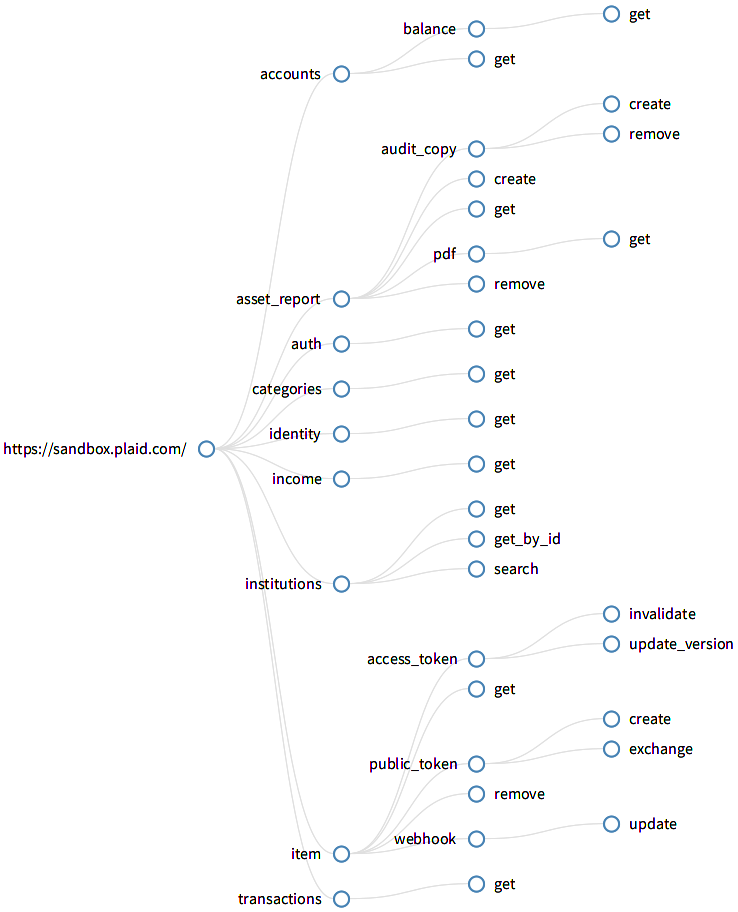 get
balance
get
accounts
create
remove
audit_copy
create
get
pdf
get
remove
asset_report
get
auth
get
categories
get
identity
https://sandbox.plaid.com/
get
income
get
get_by_id
search
institutions
invalidate
update_version
access_token
get
create
exchange
public_token
remove
update
webhook
item
get
transactions